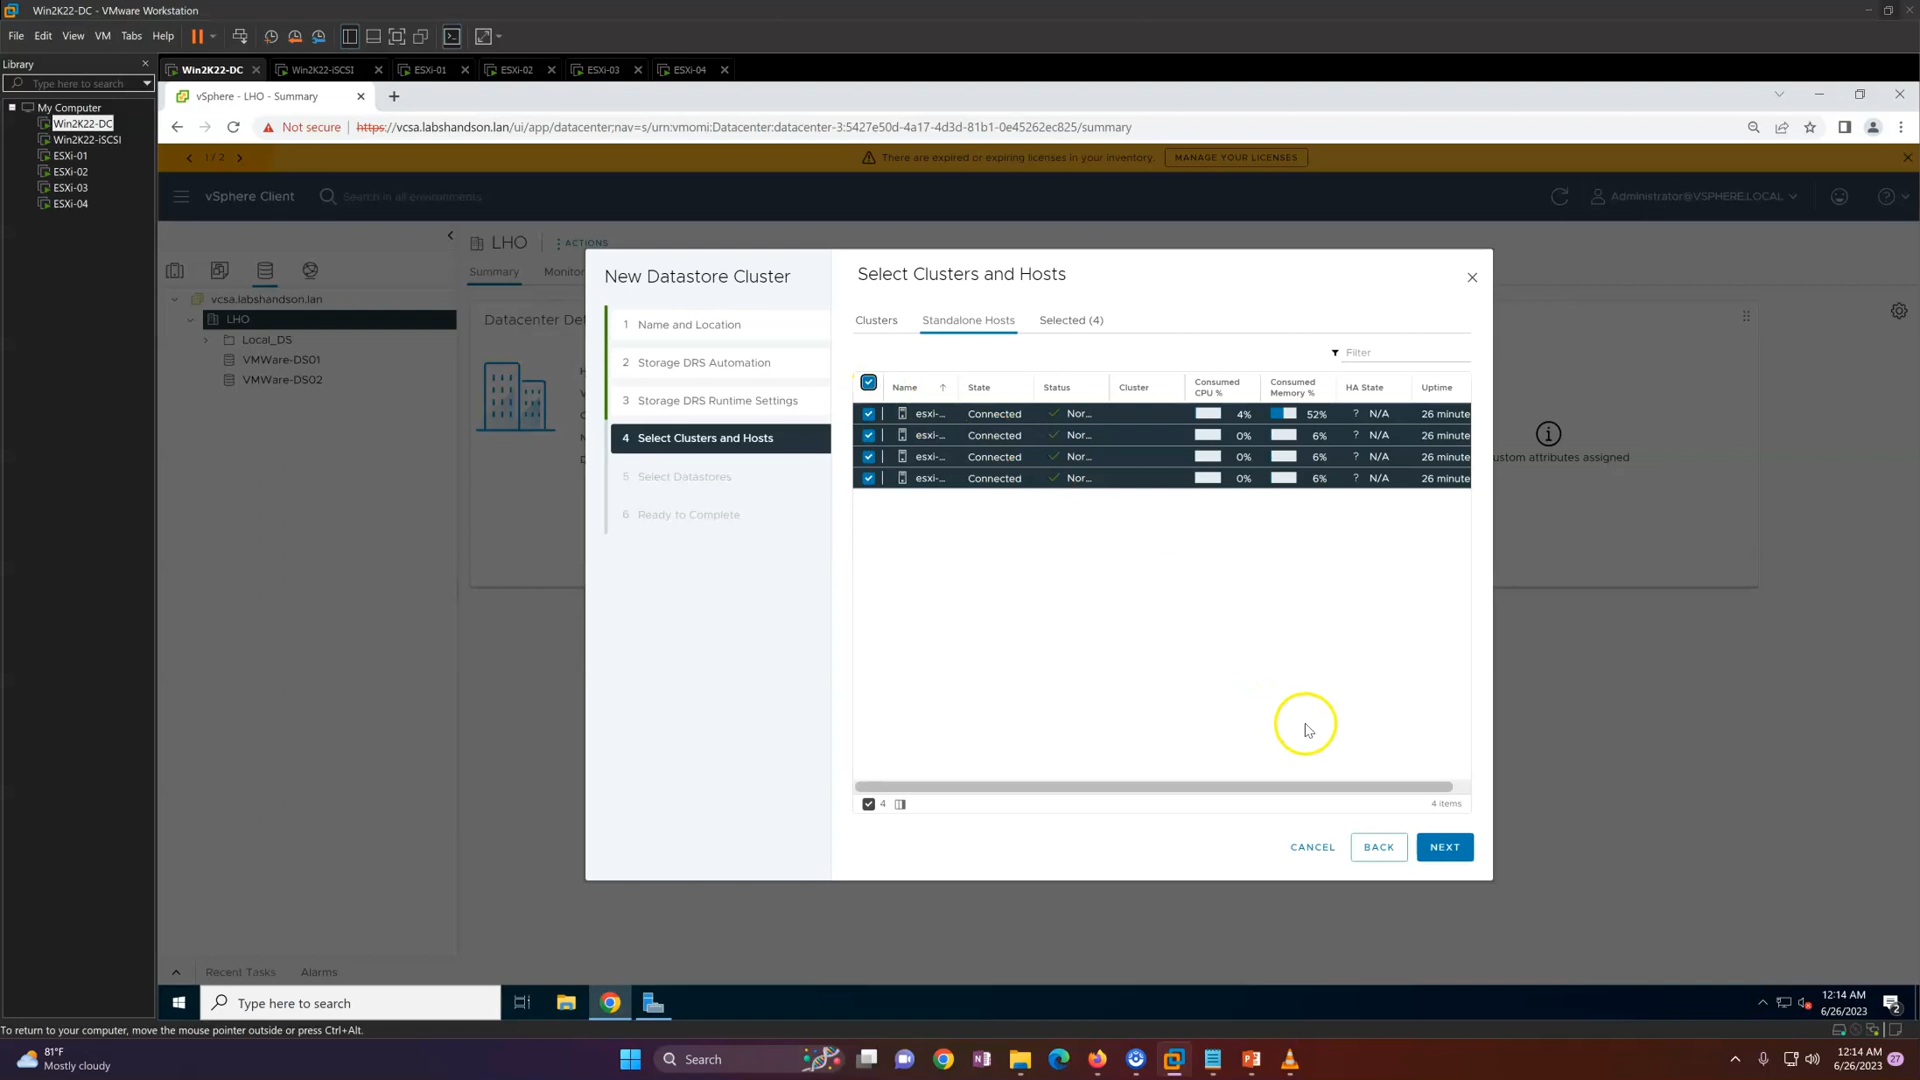 Win2K22-DC - VMware Workstation
File Edit View VM Tabs Help
Library
Type here to search
My Computer
Win2K22-DC
Win2K22-iSCSI
ESXi-01
ESXi-02
ESXi-03
ESXi-04
Win2K22-DC Win2K22-iSCSI ESXi-01 ESXi-02 ESXi-03 ESXi-04
vSphere - LHO - Summary
Not secure https://vcsa.labshandson.lan/ui/app/datacenter;nav=s/urn:vmomi:Datacenter:datacenter-3:5427e50d-4a17-4d3d-81b1-0e45262ec825/summary
1 / 2 There are expired or expiring licenses in your inventory. MANAGE YOUR LICENSES
vSphere Client Search in all environments Administrator@VSPHERE.LOCAL
LHO ACTIONS
Summary Monitor
vcsa.labshandson.lan
LHO
Local_DS
VMWare-DS01
VMWare-DS02
Datacenter Det
ustom attributes assigned
New Datastore Cluster
1 Name and Location
2 Storage DRS Automation
3 Storage DRS Runtime Settings
4 Select Clusters and Hosts
5 Select Datastores
6 Ready to Complete
Select Clusters and Hosts
Clusters Standalone Hosts Selected (4)
Filter
Name State Status Cluster Consumed CPU % Consumed Memory % HA State Uptime
esxi-... Connected Nor... 4% 52% ? N/A 26 minute
esxi-... Connected Nor... 0% 6% ? N/A 26 minute
esxi-... Connected Nor... 0% 6% ? N/A 26 minute
esxi-... Connected Nor... 0% 6% ? N/A 26 minute
4 4 items
CANCEL BACK NEXT
Recent Tasks Alarms
Type here to search
12:14 AM
6/26/2023
2
To return to your computer, move the mouse pointer outside or press Ctrl+Alt.
81°F
Mostly cloudy
Search
12:14 AM
6/26/2023
27